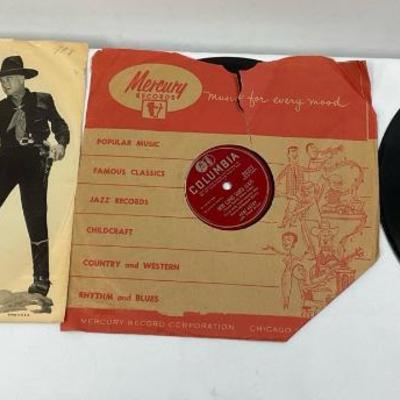 Mercury
RECORDS
Music for every mood
POPULAR MUSIC
FAMOUS CLASSICS
COLUMBIA
JAZZ RECORDS
CHILDCRAFT
COUNTRY and WESTERN
RHYTHM and BLUES
MERCURY RECORD CORPORATION CHICAGO